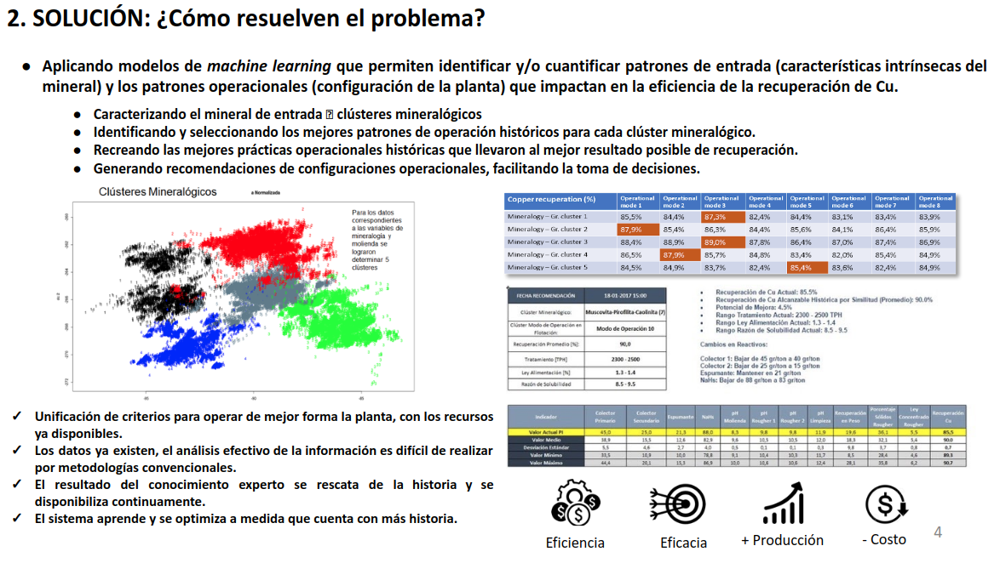 2. SOLUCIÓN: ¿Cómo resuelven el problema?
● Aplicando modelos de machine learning que permiten identificar y/o cuantificar patrones de entrada (características intrínsecas del
mineral) y los patrones operacionales (configuración de la planta) que impactan en la eficiencia de la recuperación de Cu.
● Caracterizando el mineral de entrada clústeres mineralógicos
● Identificando y seleccionando los mejores patrones de operación históricos para cada clúster mineralógico.
● Recreando las mejores prácticas operacionales históricas que llevaron al mejor resultado posible de recuperación.
● Generando recomendaciones de configuraciones operacionales, facilitando la toma de decisiones.
Clústeres Mineralógicos
a Normalizada
Para los datos
correspondientes
a las variables de
mineralogía y
molienda se
lograron
determinar 5
clústeres
Copper recuperation (%) Operational mode 1 Operational mode 2 Operational mode 3 Operational mode 4 Operational mode 5 Operational mode 6 Operational mode 7 Operational mode 8
Mineralogy – Gr. cluster 1 85,5% 84,4% 87,3% 82,4% 84,4% 83,1% 83,4% 83,9%
Mineralogy – Gr. cluster 2 87,9% 85,4% 86,3% 84,4% 85,6% 84,1% 86,4% 85,9%
Mineralogy – Gr. cluster 3 88,4% 88,9% 89,0% 87,8% 86,4% 87,0% 87,4% 86,9%
Mineralogy – Gr. cluster 4 86,5% 87,9% 85,7% 84,8% 83,4% 82,0% 85,4% 84,9%
Mineralogy – Gr. cluster 5 84,5% 84,9% 83,7% 82,4% 85,4% 83,6% 82,4% 84,9%
FECHA RECOMENDACIÓN 18-01-2017 15:00
Clúster Mineralógico: Muscovita-Pirofilita-Caolinita (7)
Clúster Modo de Operación en
Flotación: Modo de Operación 10
Recuperación Promedio [%]: 90,0
Tratamiento [TPH] 2300 - 2500
Ley Alimentación [%] 1.3 - 1.4
Razón de Solubilidad 8.5 - 9.5
• Recuperación de Cu Actual: 85.5%
• Recuperación de Cu Alcanzable Histórica por Similitud (Promedio): 90.0%
• Potencial de Mejora: 4.5%
• Rango Tratamiento Actual: 2300 - 2500 TPH
• Rango Ley Alimentación Actual: 1.3 - 1.4
• Rango Razón de Solubilidad Actual: 8.5 - 9.5
Cambios en Reactivos:
Colector 1: Bajar de 45 gr/ton a 40 gr/ton
Colector 2: Bajar de 25 gr/ton a 15 gr/ton
Espumante: Mantener en 21 gr/ton
NaHs: Bajar de 88 gr/ton a 83 gr/ton
Indicador Colector Primario Colector Secundario Espumante NaHs pH Molienda pH Rougher 1 pH Rougher 2 pH Limpieza Recuperación en Peso Porcentaje Sólidos Rougher Ley Concentrado Rougher Recuperación Cu
Valor Actual PI 45,0 25,0 21,3 88,0 8,3 9,8 9,8 11,9 19,6 36,1 5,5 85,5
Valor Medio 38,9 15,5 12,6 82,9 9,6 10,5 10,5 12,0 18,3 32,1 5,4 90,0
Desviación Estándar 5,5 4,6 2,7 4,0 0,5 0,1 0,1 0,3 9,8 3,7 0,8 0,7
Valor Mínimo 33,5 10,9 10,0 78,8 9,1 10,4 10,3 11,7 8,5 28,4 4,6 89,3
Valor Máximo 44,4 20,1 15,3 86,9 10,0 10,6 10,6 12,4 28,1 35,8 6,2 90,7
✓ Unificación de criterios para operar de mejor forma la planta, con los recursos
ya disponibles.
✓ Los datos ya existen, el análisis efectivo de la información es difícil de realizar
por metodologías convencionales.
✓ El resultado del conocimiento experto se rescata de la historia y se
disponibiliza continuamente.
✓ El sistema aprende y se optimiza a medida que cuenta con más historia.
Eficiencia
Eficacia
+ Producción
- Costo
4